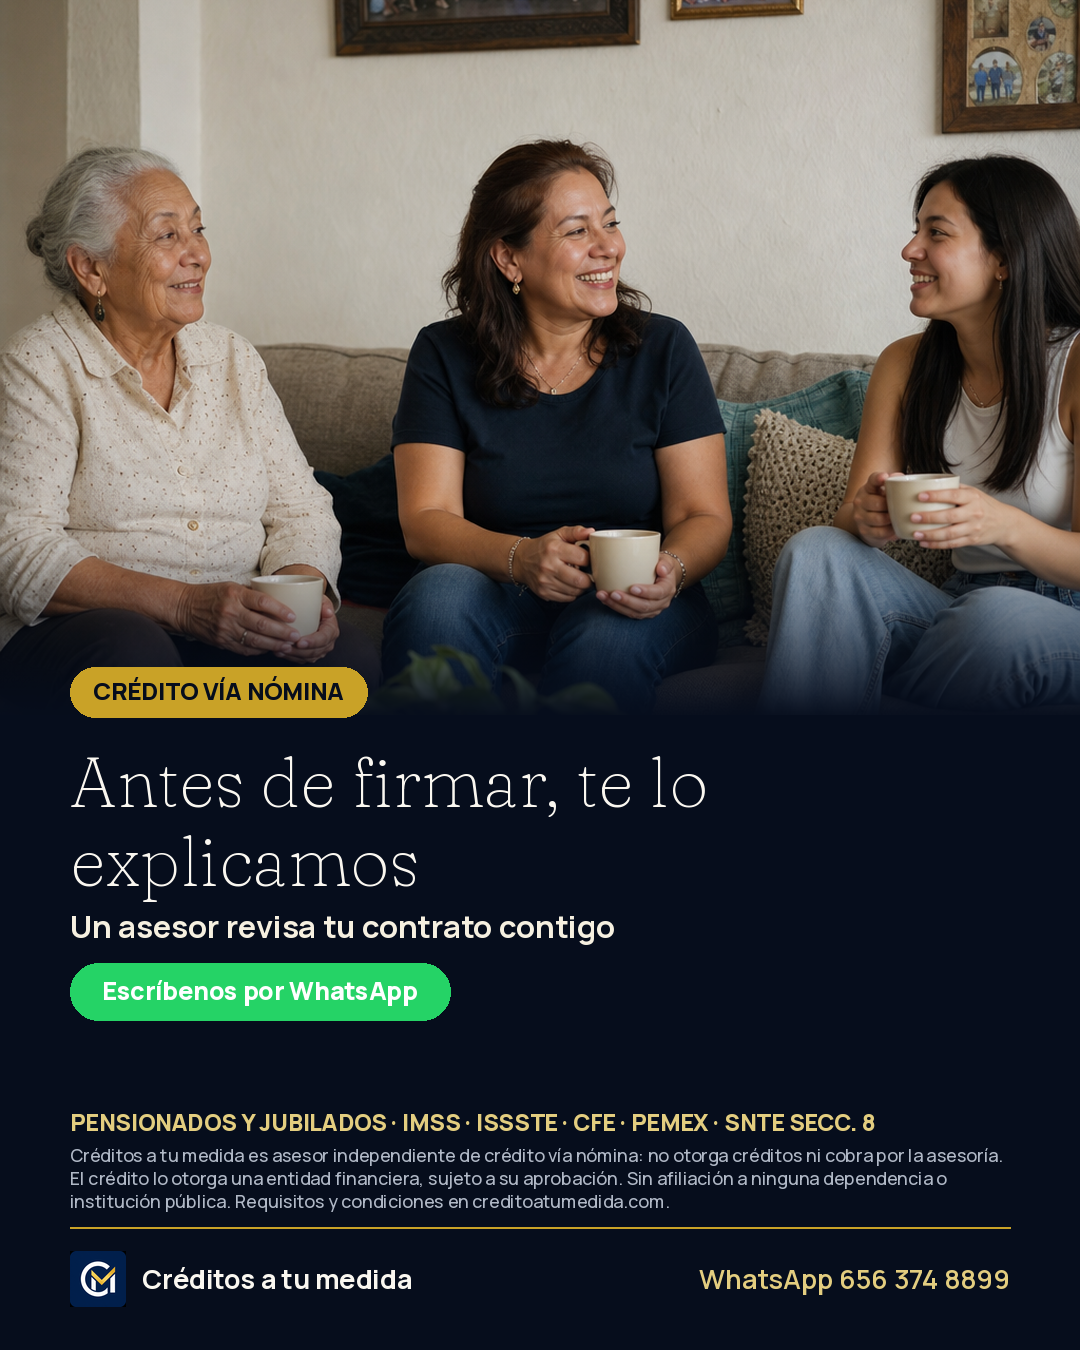 CRÉDITO VÍA NÓMINA
Antes de firmar, te lo
explicamos
Un asesor revisa tu contrato contigo
Escríbenos por WhatsApp
PENSIONADOS Y JUBILADOS · IMSS · ISSSTE · CFE · PEMEX · SNTE SECC. 8
Créditos a tu medida es asesor independiente de crédito vía nómina: no otorga créditos ni cobra por la asesoría.
El crédito lo otorga una entidad financiera, sujeto a su aprobación. Sin afiliación a ninguna dependencia o
institución pública. Requisitos y condiciones en creditoatumedida.com.
Créditos a tu medida
WhatsApp 656 374 8899